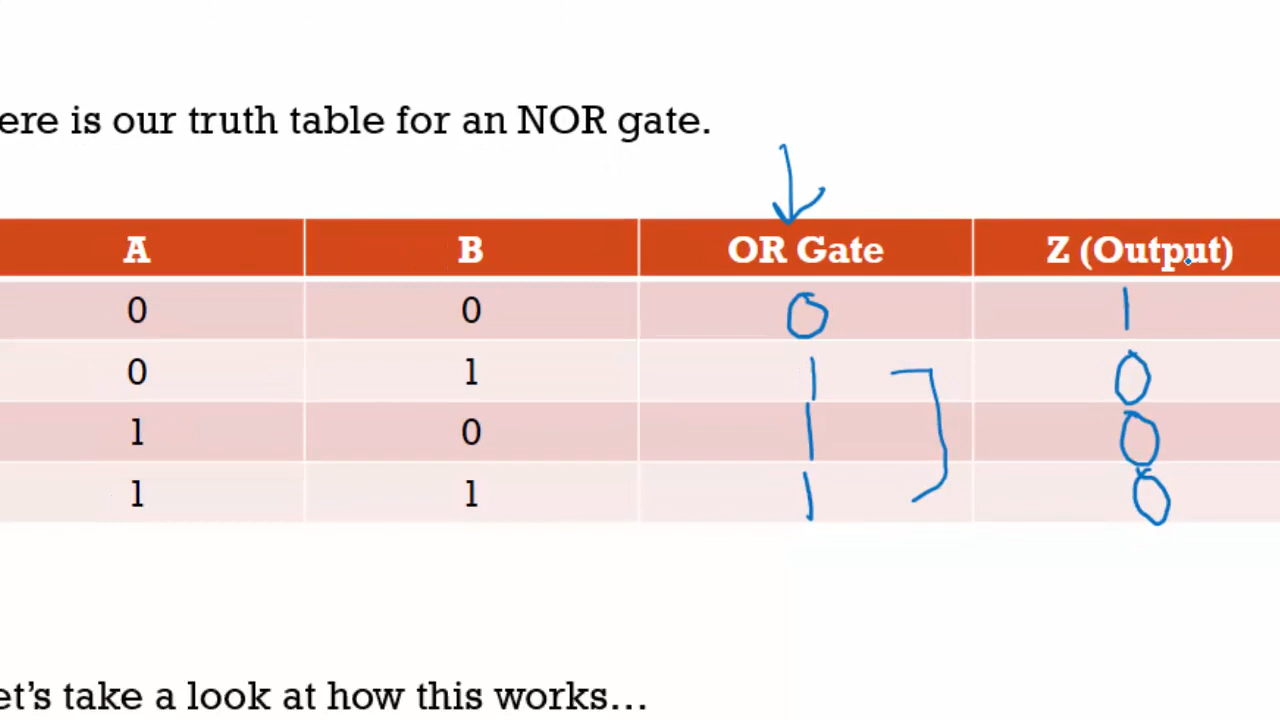 ere is our truth table for an NOR gate.
A B OR Gate Z (Output)
0 0 0 1
0 1 1 0
1 0 1 0
1 1 1 0
et's take a look at how this works...